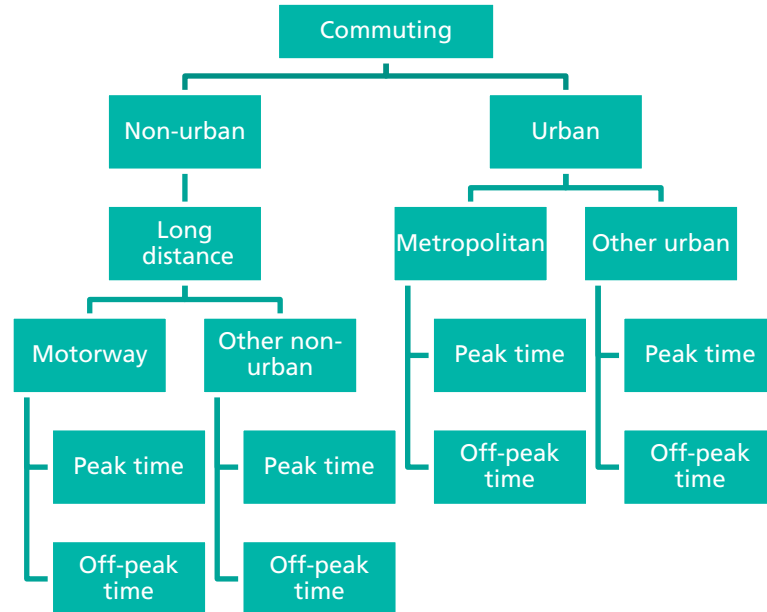 Commuting
Non-urban
Urban
Long
distance
Metropolitan
Other urban
Motorway
Other non-
urban
Peak time
Peak time
Peak time
Peak time
Off-peak
time
Off-peak
time
Off-peak
time
Off-peak
time